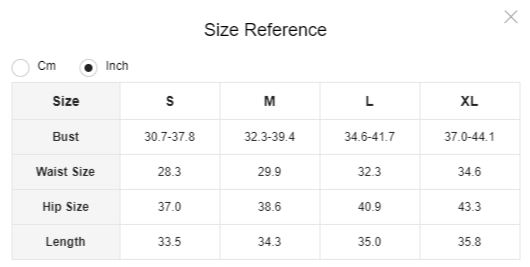 Size Reference
Cm Inch
Size S M L XL
Bust 30.7-37.8 32.3-39.4 34.6-41.7 37.0-44.1
Waist Size 28.3 29.9 32.3 34.6
Hip Size 37.0 38.6 40.9 43.3
Length 33.5 34.3 35.0 35.8